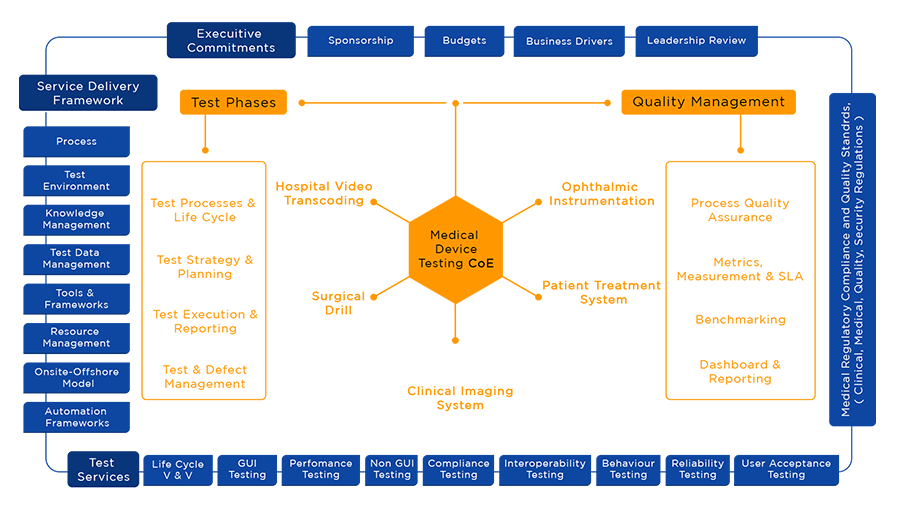 Executive
Commitments
Sponsorship
Budgets
Business Drivers
Leadership Review
Service Delivery
Framework
Process
Test
Environment
Knowledge
Management
Test Data
Management
Tools &
Frameworks
Resource
Management
Onsite-Offshore
Model
Automation
Frameworks
Test Phases
Test Processes &
Life Cycle
Test Strategy &
Planning
Test Execution &
Reporting
Test & Defect
Management
Hospital Video
Transcoding
Surgical
Drill
Medical
Device
Testing CoE
Ophthalmic
Instrumentation
Patient Treatment
System
Clinical Imaging
System
Quality Management
Process Quality
Assurance
Metrics,
Measurement & SLA
Benchmarking
Dashboard &
Reporting
Medical Regulatory Compliance and Quality Standrds,
( Clinical, Medical, Quality, Security Regulations )
Test
Services
Life Cycle
V & V
GUI
Testing
Perfomance
Testing
Non GUI
Testing
Compliance
Testing
Interoperability
Testing
Behaviour
Testing
Reliability
Testing
User Acceptance
Testing